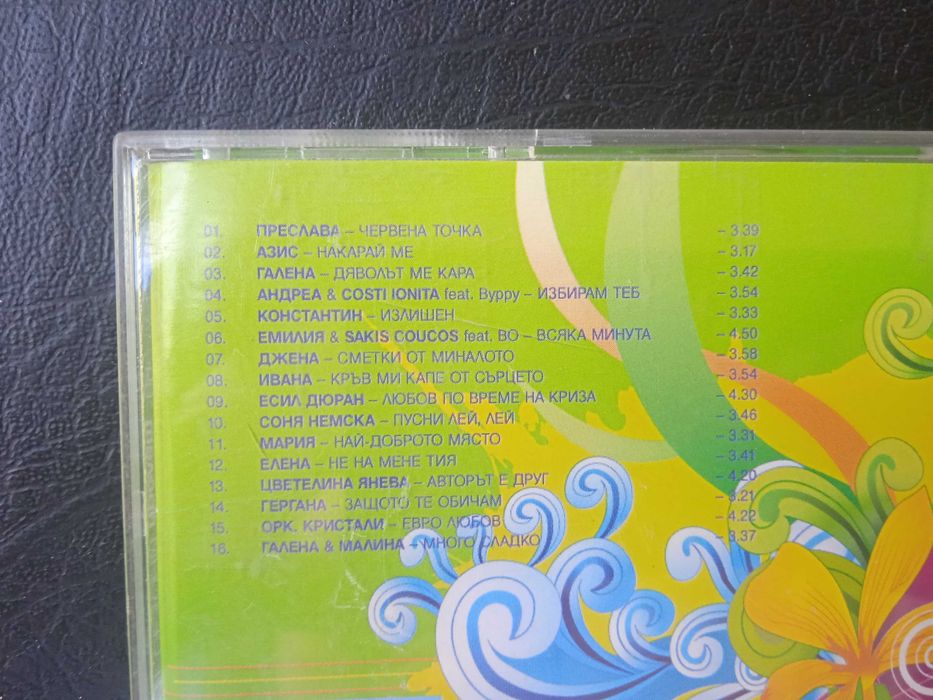 01. ПРЕСЛАВА – ЧЕРВЕНА ТОЧКА – 3.39
02. АЗИС – НАКАРАЙ МЕ – 3.17
03. ГАЛЕНА – ДЯВОЛЪТ МЕ КАРА – 3.42
04. АНДРЕА & COSTI IONITA feat. Buppy – ИЗБИРАМ ТЕБ – 3.54
05. КОНСТАНТИН – ИЗЛИШЕН – 3.33
06. ЕМИЛИЯ & SAKIS COUCOS feat. BO – ВСЯКА МИНУТА – 4.50
07. ДЖЕНА – СМЕТКИ ОТ МИНАЛОТО – 3.58
08. ИВАНА – КРЪВ МИ КАПЕ ОТ СЪРЦЕТО – 3.54
09. ЕСИЛ ДЮРАН – ЛЮБОВ ПО ВРЕМЕ НА КРИЗА – 4.30
10. СОНЯ НЕМСКА – ПУСНИ ЛЕЙ, ЛЕЙ – 3.46
11. МАРИЯ – НАЙ-ДОБРОТО МЯСТО – 3.31
12. ЕЛЕНА – НЕ НА МЕНЕ ТИЯ – 3.41
13. ЦВЕТЕЛИНА ЯНЕВА – АВТОРЪТ Е ДРУГ – 4.20
14. ГЕРГАНА – ЗАЩОТО ТЕ ОБИЧАМ – 3.21
15. ОРК. КРИСТАЛИ – ЕВРО ЛЮБОВ – 4.22
16. ГАЛЕНА & МАЛИНА – МНОГО СЛАДКО – 3.37